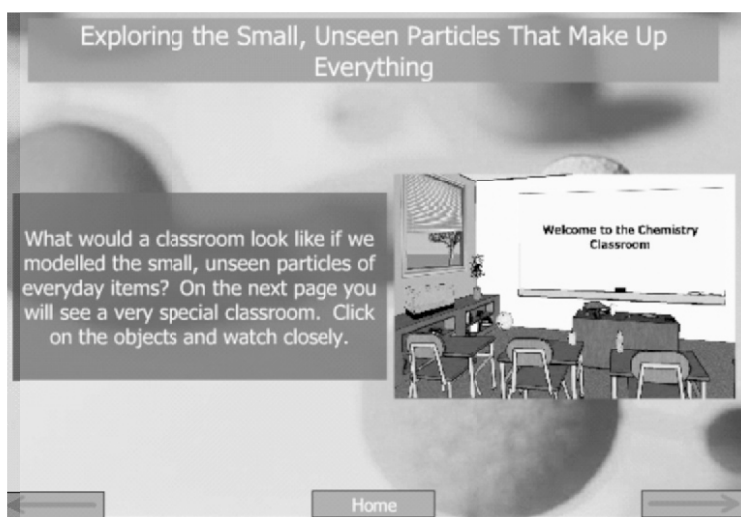 Exploring the Small, Unseen Particles That Make Up
Everything
What would a classroom look like if we
modelled the small, unseen particles of
everyday items? On the next page you
will see a very special classroom. Click
on the objects and watch closely.
Welcome to the Chemistry
Classroom
Home